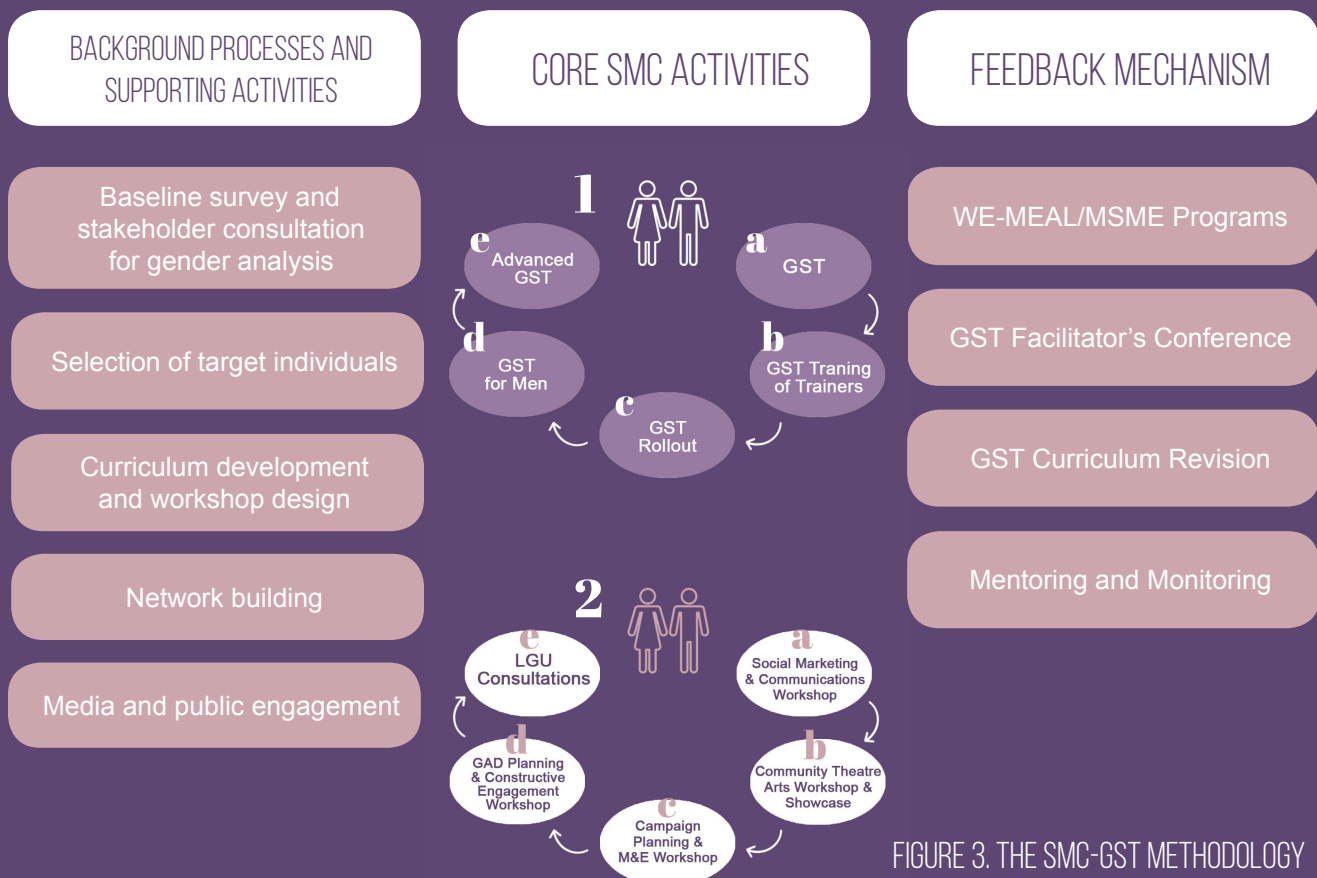 BACKGROUND PROCESSES AND
SUPPORTING ACTIVITIES
Baseline survey and
stakeholder consultation
for gender analysis
Selection of target individuals
Curriculum development
and workshop design
Network building
Media and public engagement
CORE SMC ACTIVITIES
1
a
GST
b
GST Traning
of Trainers
c
GST
Rollout
d
GST
for Men
e
Advanced
GST
2
a
Social Marketing
& Communications
Workshop
b
Community Theatre
Arts Workshop &
Showcase
c
Campaign
Planning &
M&E Workshop
d
GAD Planning
& Constructive
Engagement
Workshop
e
LGU
Consultations
FEEDBACK MECHANISM
WE-MEAL/MSME Programs
GST Facilitator's Conference
GST Curriculum Revision
Mentoring and Monitoring
FIGURE 3. THE SMC-GST METHODOLOGY